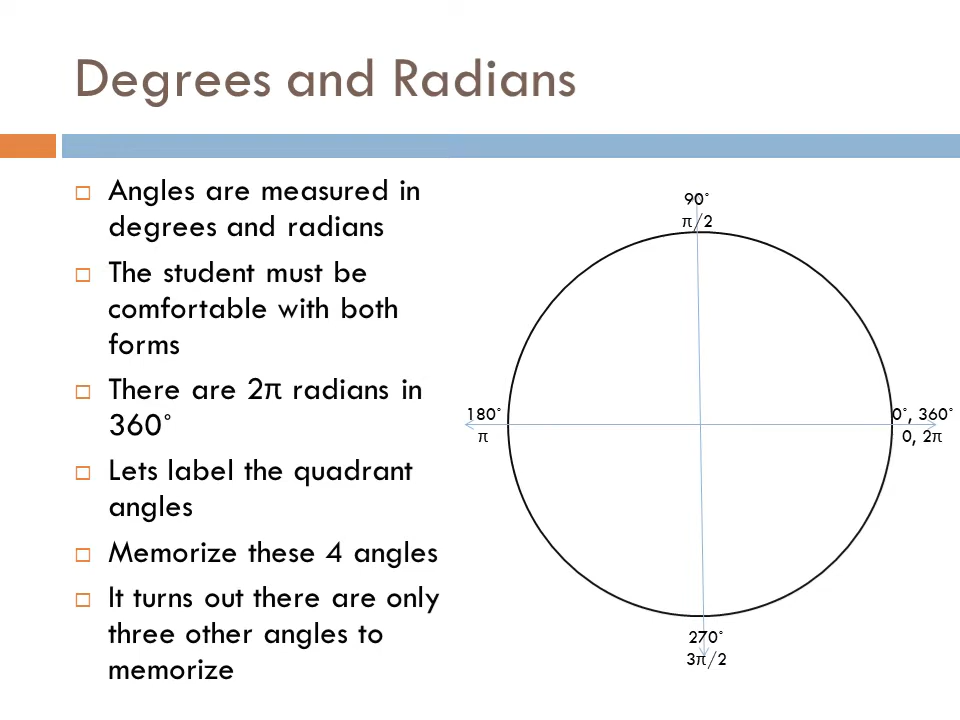 Degrees and Radians
Angles are measured in
degrees and radians
The student must be
comfortable with both
forms
There are 2π radians in
360˚
Lets label the quadrant
angles
Memorize these 4 angles
It turns out there are only
three other angles to
memorize
90˚
π/2
180˚
π
0˚, 360˚
0, 2π
270˚
3π/2